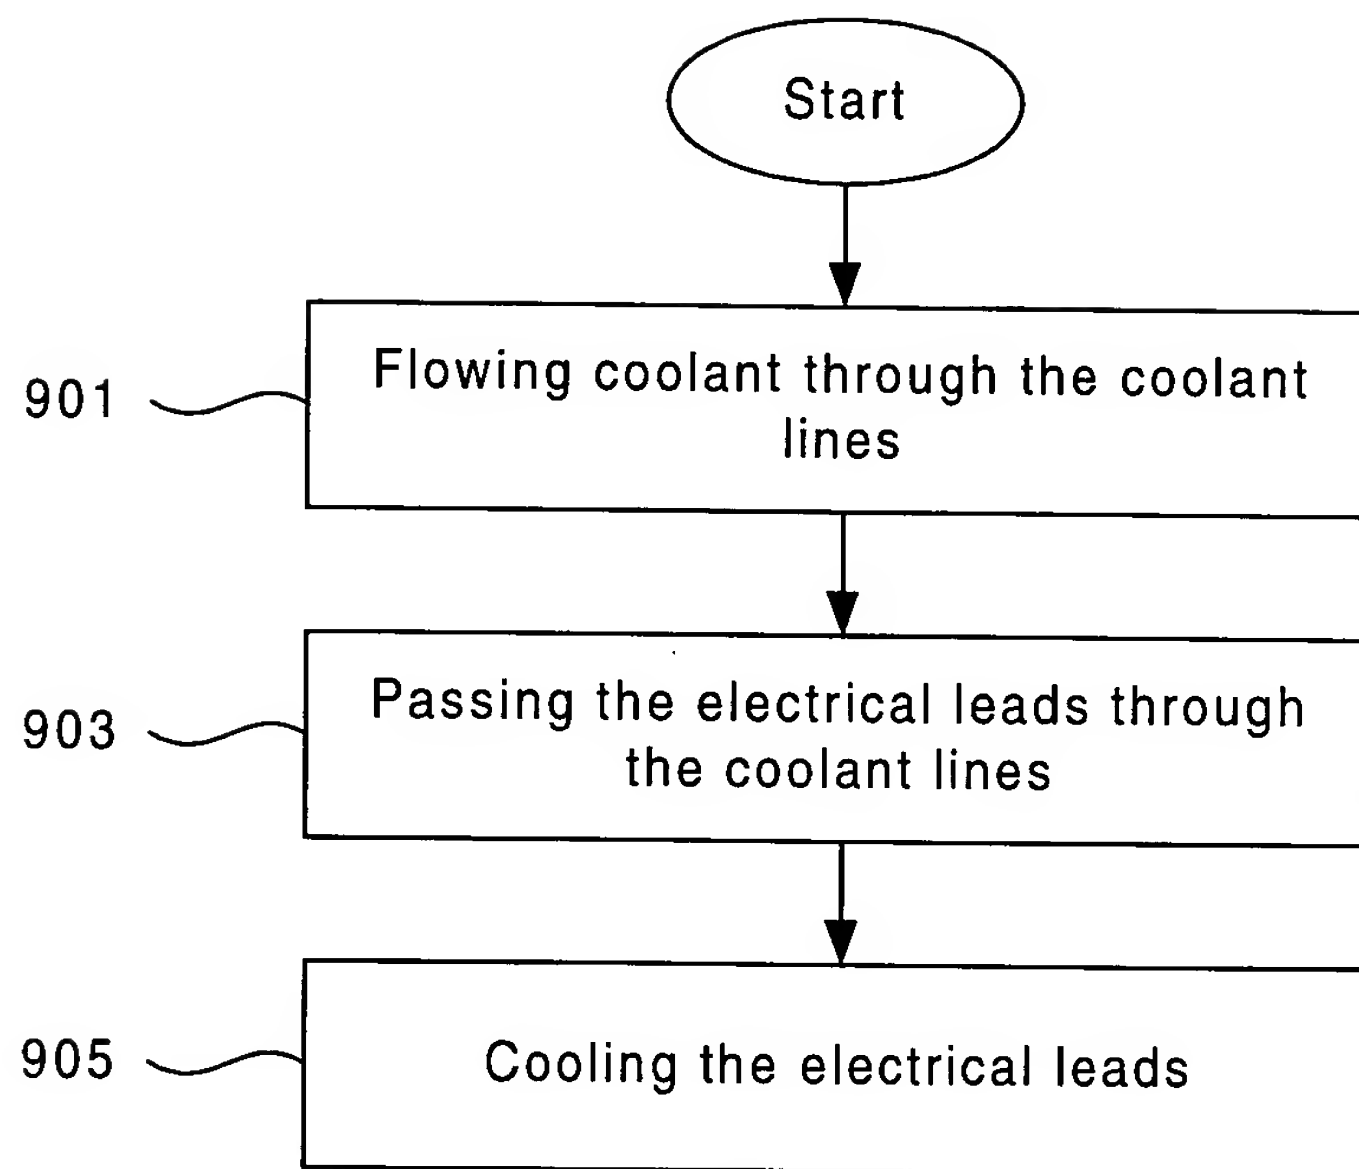 Start
901
Flowing coolant through the coolant
lines
903
Passing the electrical leads through
the coolant lines
905
Cooling the electrical leads